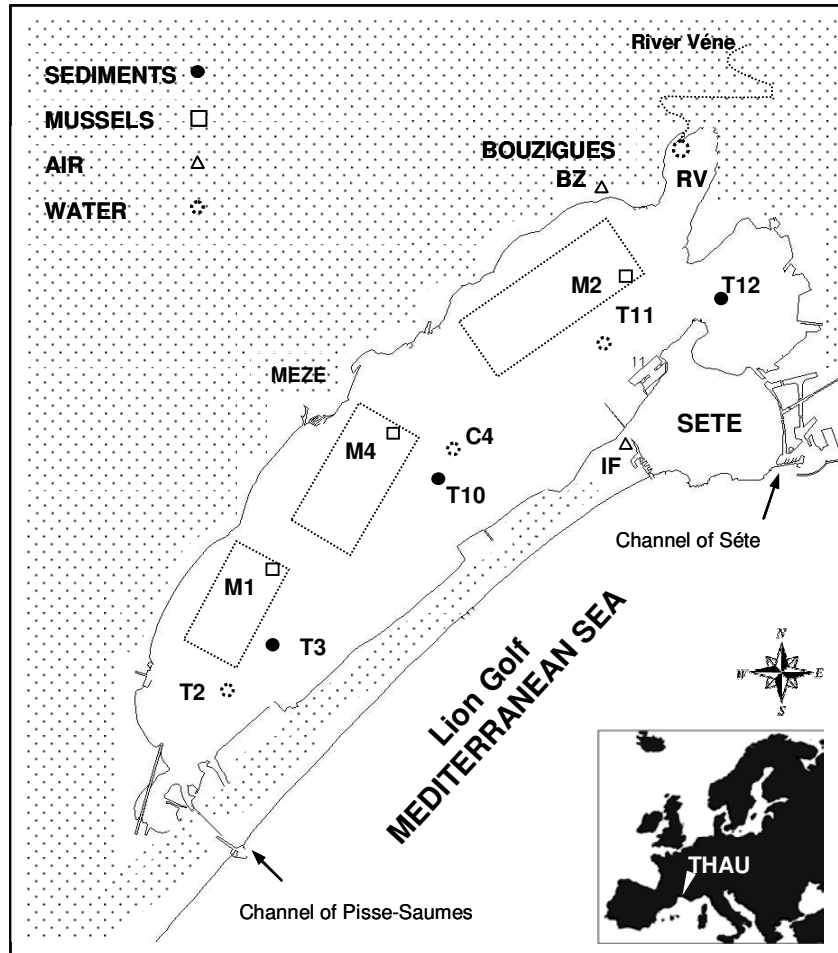 River Véne
SEDIMENTS
MUSSELS
AIR
WATER
BOUZIGUES
BZ
RV
M2
T12
T11
11
MEZE
SETE
M4
C4
IF
T10
Channel of Séte
M1
T3
T2
Lion Golf
MEDITERRANEAN SEA
N
W E
S
THAU
Channel of Pisse-Saumes